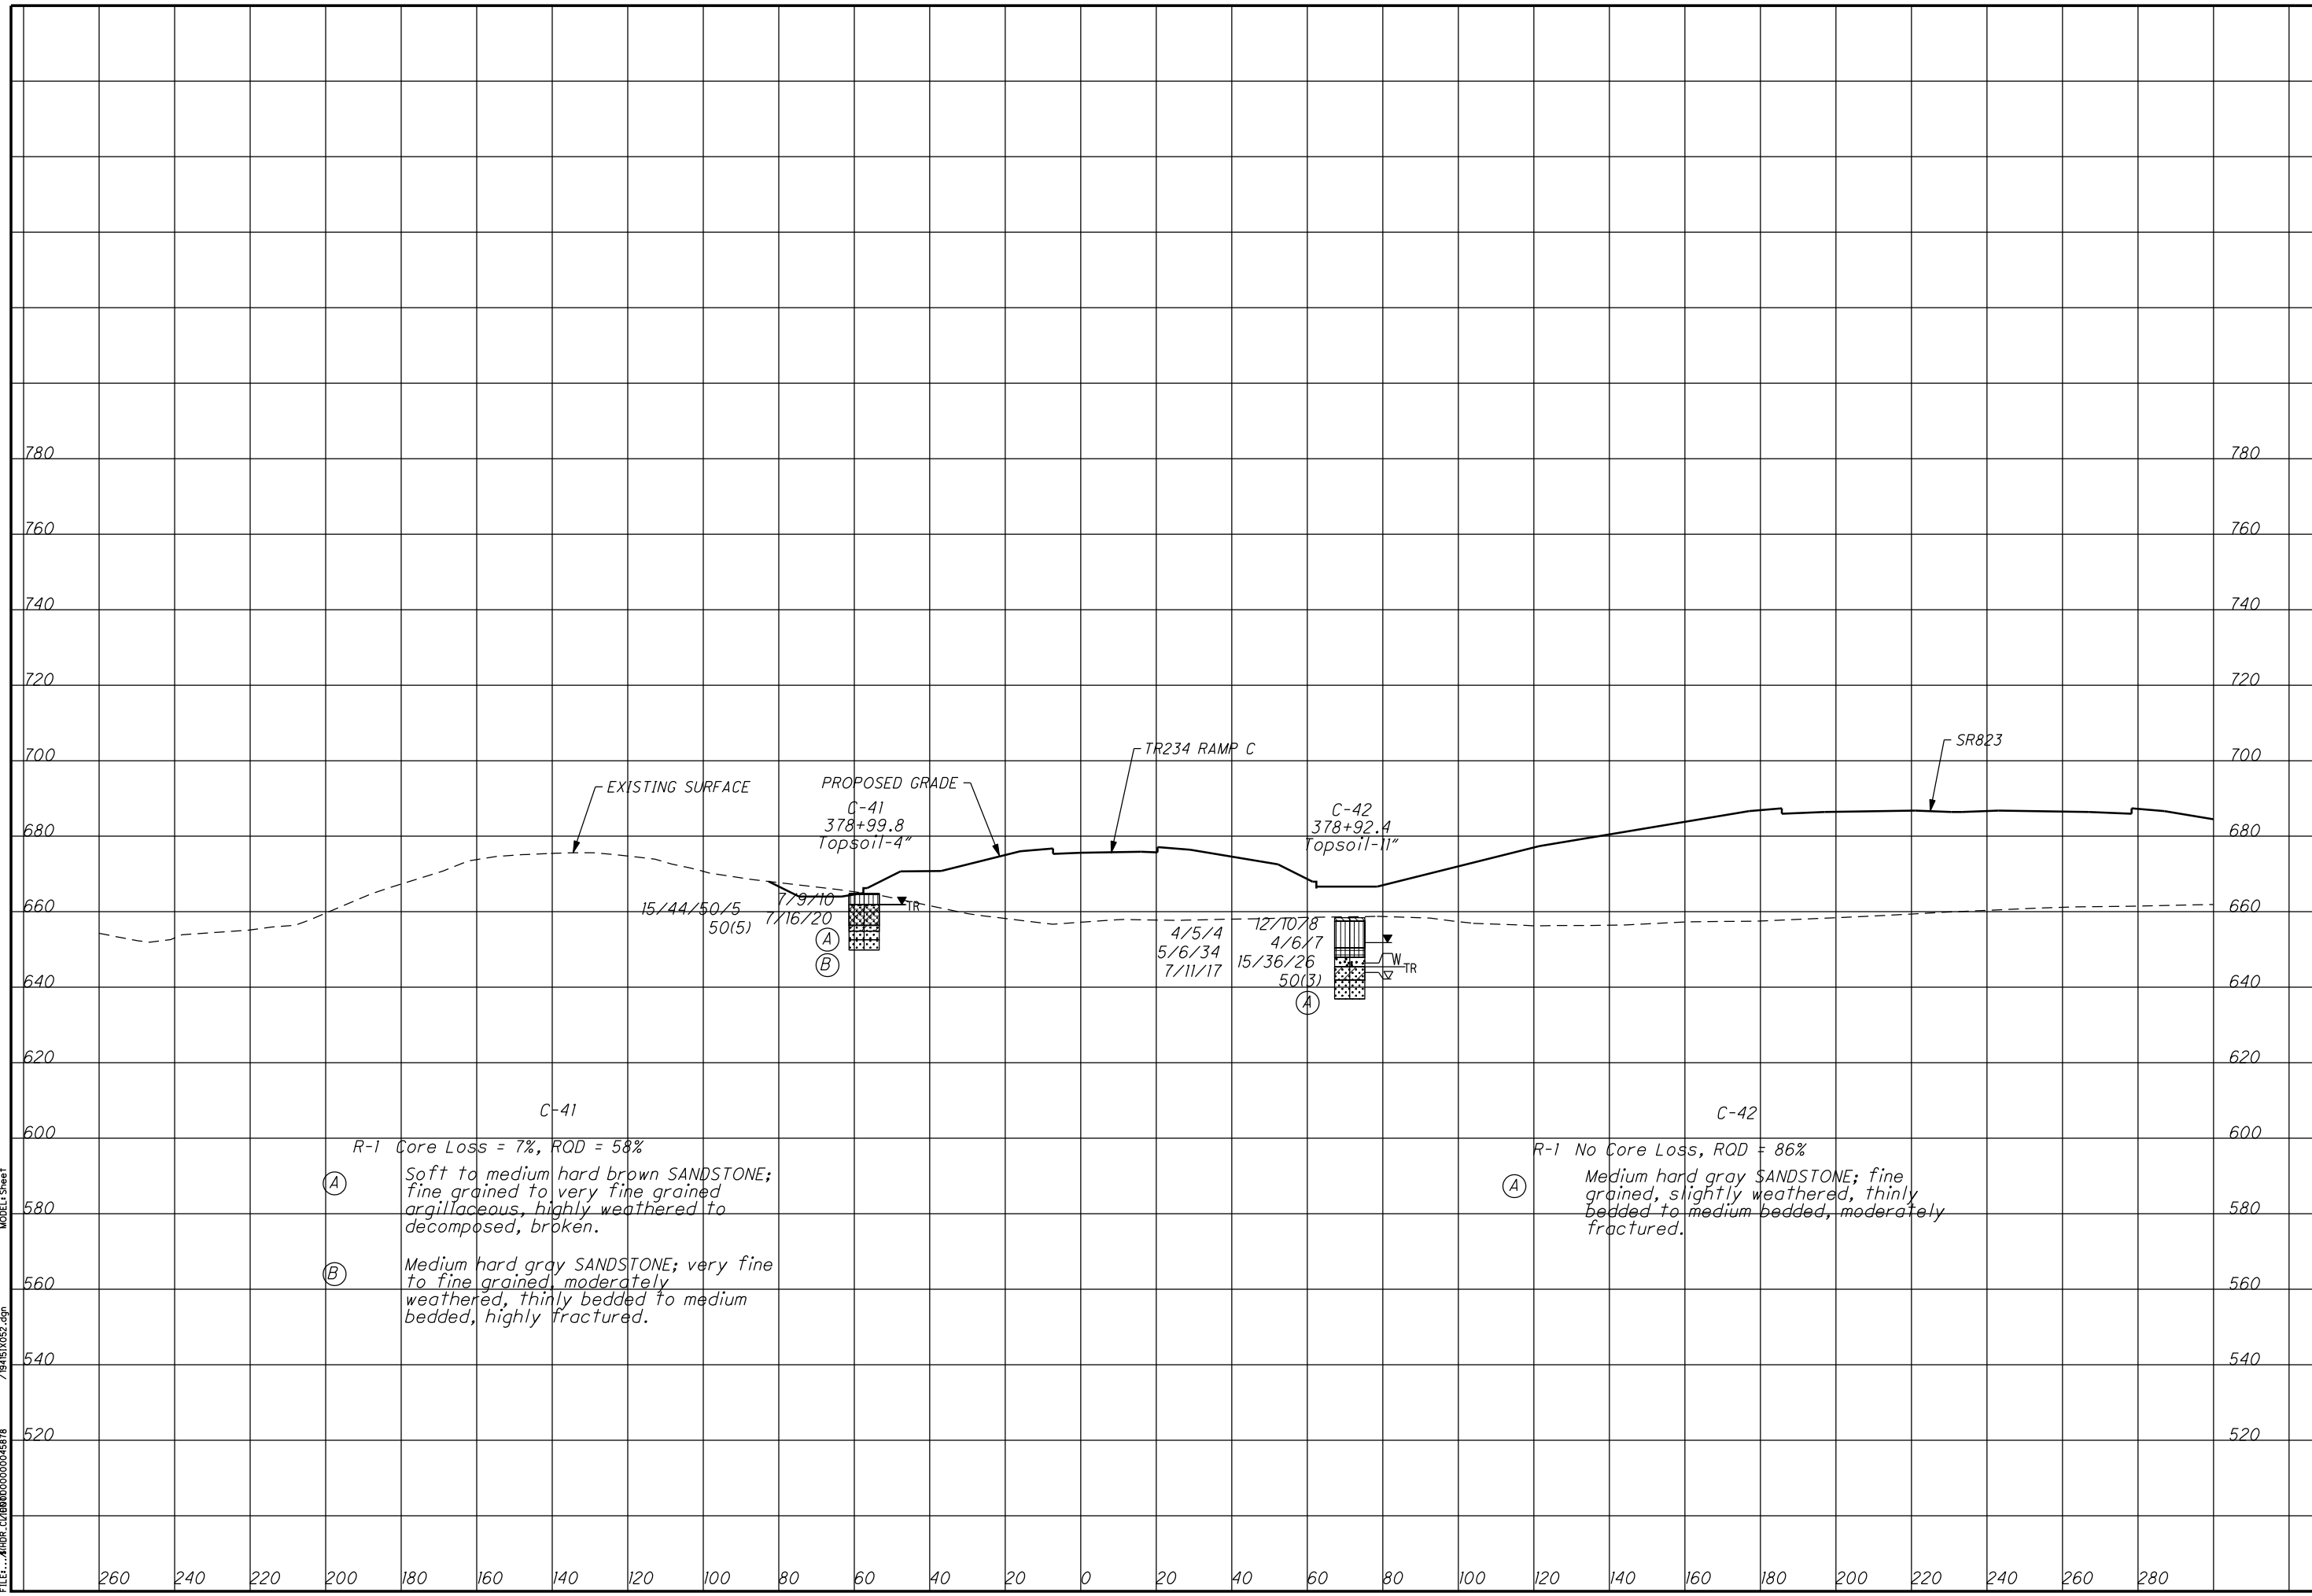 780 780
760 760
740 740
720 720
700 700
TR234 RAMP C
SR823
EXISTING SURFACE
PROPOSED GRADE
C-41
378+99.8
Topsoil-4"
C-42
378+92.4
Topsoil-11"
680 680
7/9/10
TR
15/44/50/5
7/16/20
50(5)
660 660
A
B
12/10/8
4/5/4
4/6/7
5/6/34
15/36/26
W
TR
7/11/17
50(3)
A
640 640
620 620
C-41
R-1 Core Loss = 7%, RQD = 58%
A
Soft to medium hard brown SANDSTONE;
fine grained to very fine grained
argillaceous, highly weathered to
decomposed, broken.
B
Medium hard gray SANDSTONE; very fine
to fine grained, moderately
weathered, thinly bedded to medium
bedded, highly fractured.
C-42
R-1 No Core Loss, RQD = 86%
A
Medium hard gray SANDSTONE; fine
grained, slightly weathered, thinly
bedded to medium bedded, moderately
fractured.
600 600
580 580
560 560
540 540
520 520
260 240 220 200 180 160 140 120 100 80 60 40 20 0 20 40 60 80 100 120 140 160 180 200 220 240 260 280
MODEL: Sheet